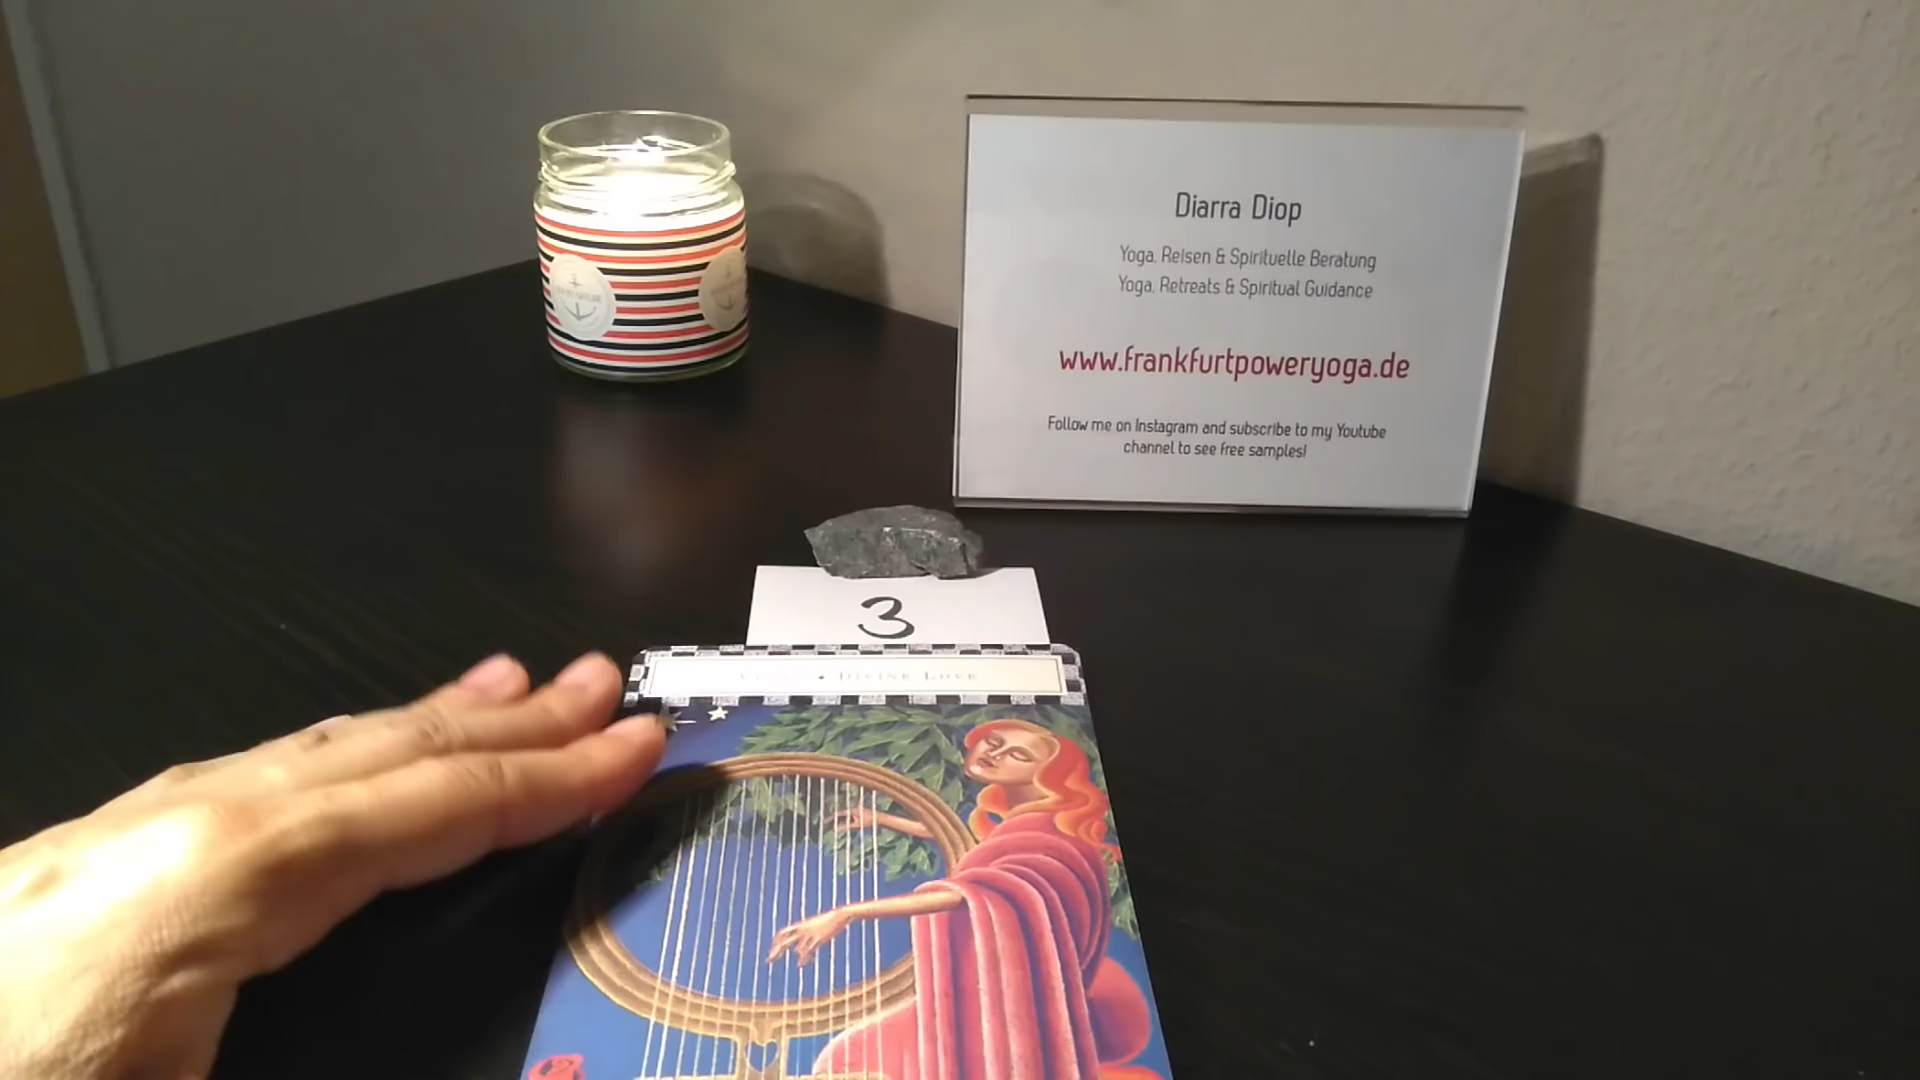 Diarra Diop
Yoga, Reisen & Spirituelle Beratung
Yoga, Retreats & Spiritual Guidance
www.frankfurtpoweryoga.de
Follow me on Instagram and subscribe to my Youtube
channel to see free samples!
3
• Divine Love